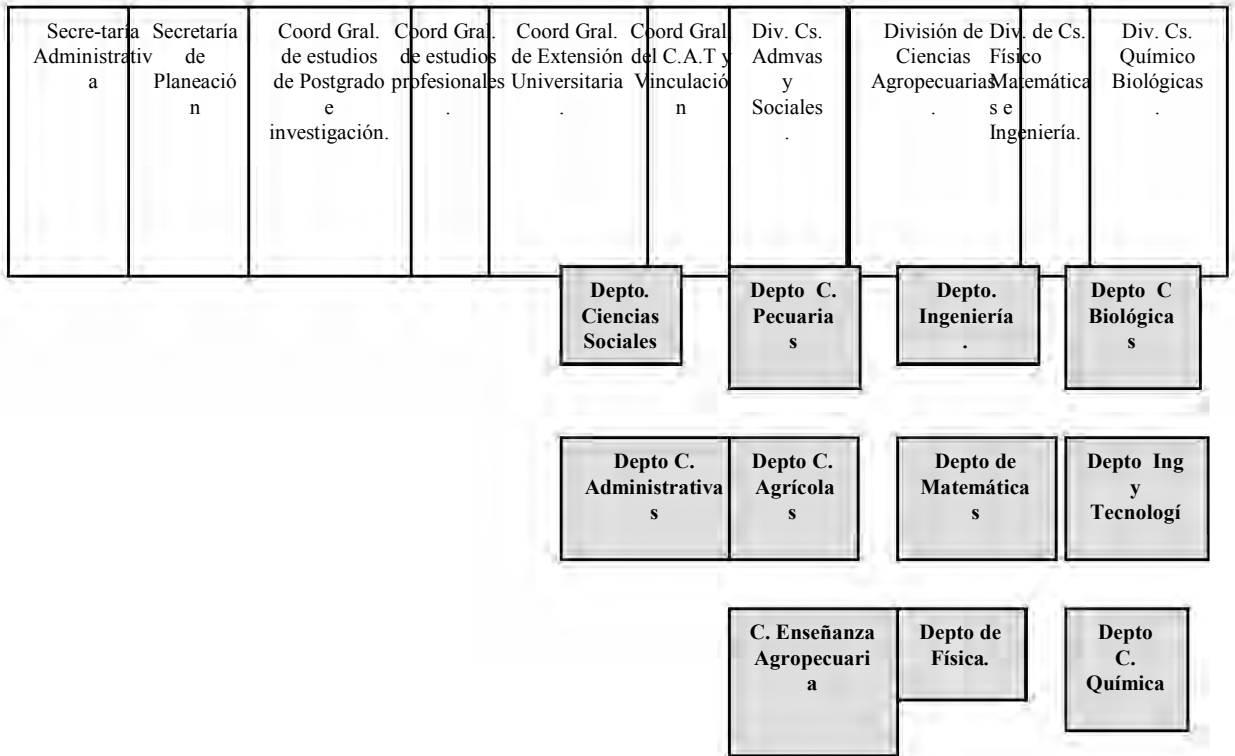 Secre-taria
Administrativ
a
Secretaría
de
Planeació
n
Coord Gral.
de estudios
de Postgrado
e
investigación.
Coord Gral.
de estudios
profesionales
.
Coord Gral.
de Extensión
Universitaria
.
Coord Gral.
del C.A.T y
Vinculació
n
Div. Cs.
Admvas
y
Sociales
.
División de
Ciencias
Agropecuarias
.
Div. de Cs.
Físico
Matemática
s e
Ingeniería.
Div. Cs.
Químico
Biológicas
.
Depto.
Ciencias
Sociales
Depto C.
Pecuaria
s
Depto.
Ingeniería
.
Depto C
Biológica
s
Depto C.
Administrativa
s
Depto C.
Agrícola
s
Depto de
Matemática
s
Depto Ing
y
Tecnologí
C. Enseñanza
Agropecuari
a
Depto de
Física.
Depto
C.
Química